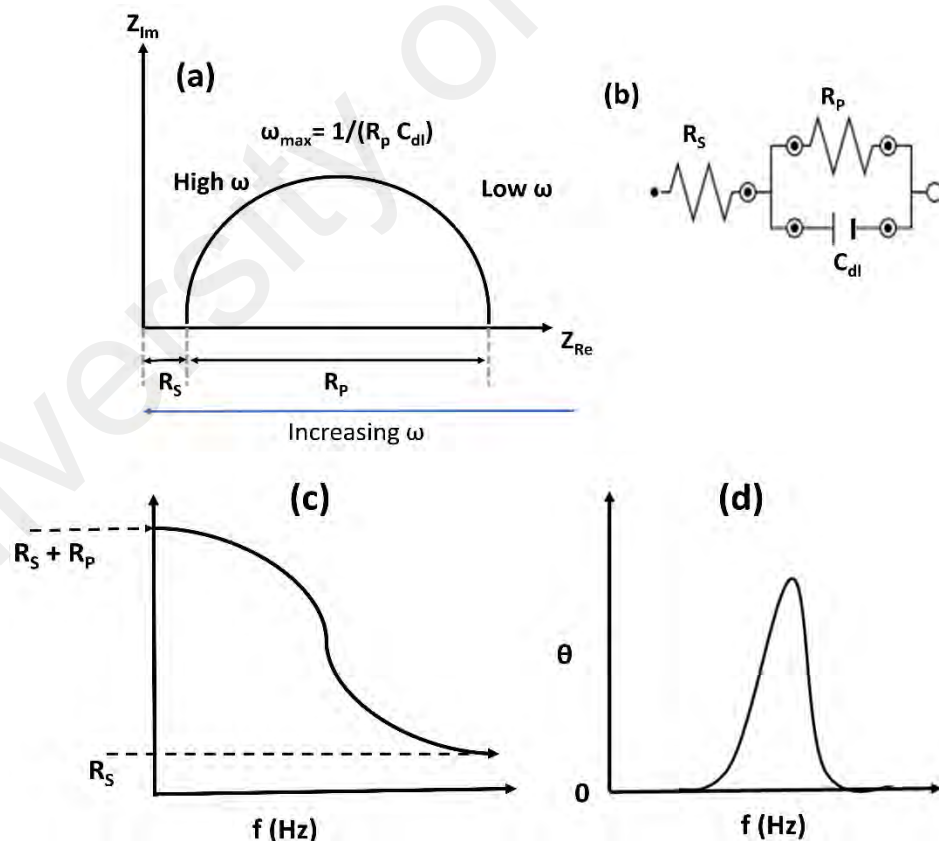 Z_Im
(a)
ω_max= 1/(R_p C_dl)
High ω
Low ω
Z_Re
R_S
R_P
Increasing ω
(b)
R_S
R_P
C_dl
(c)
R_S + R_P
R_S
f (Hz)
(d)
θ
0
f (Hz)
versity o